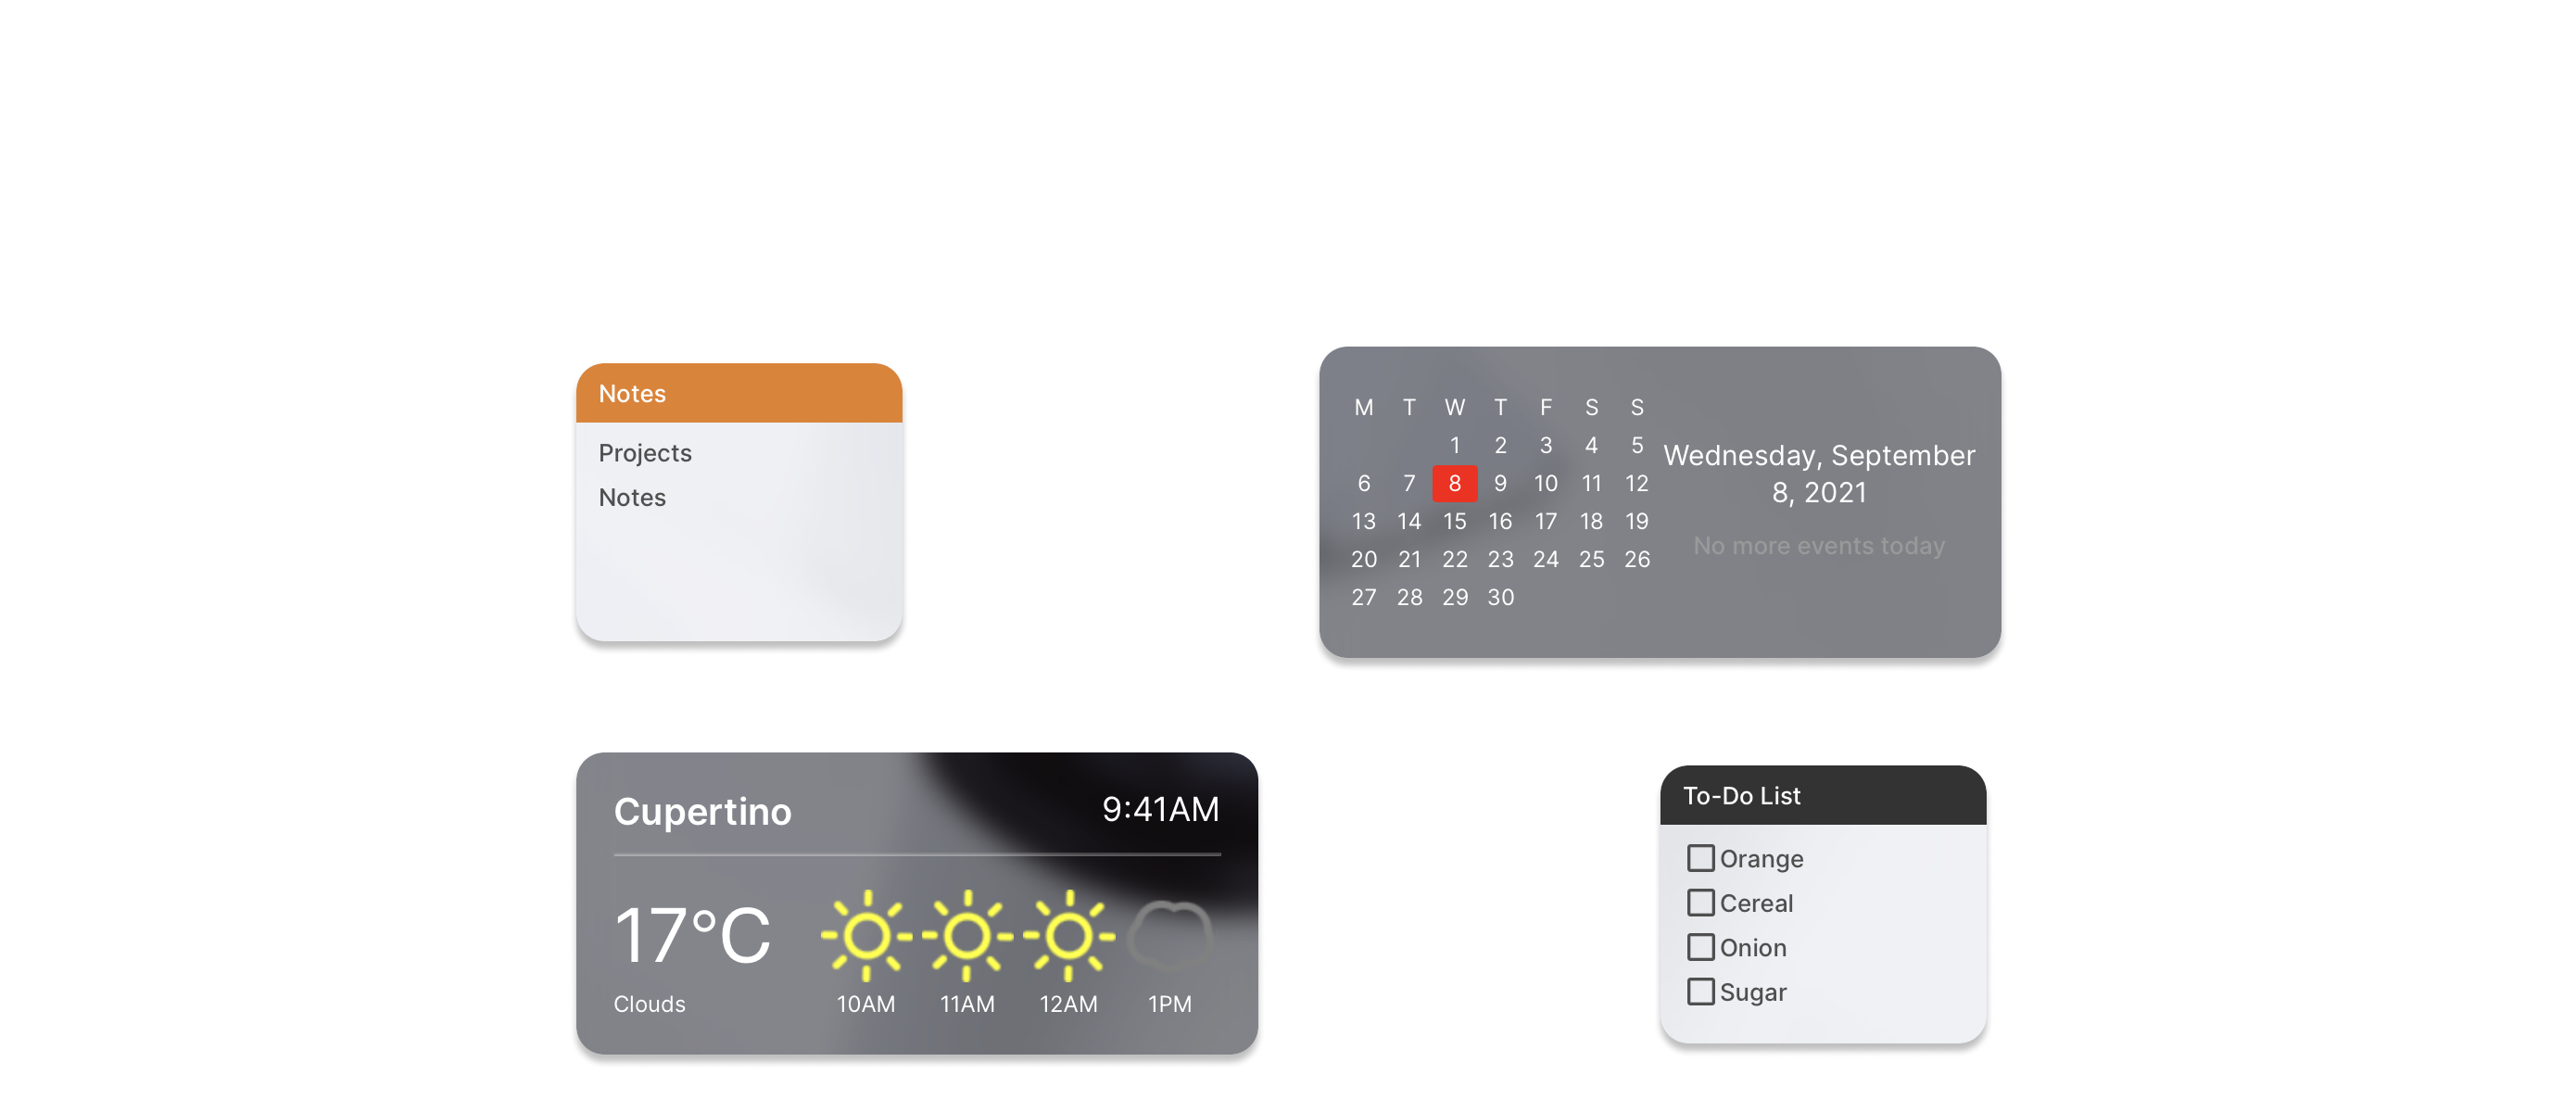 Notes
Projects
Notes
M T W T F S S
1 2 3 4 5
6 7 8 9 10 11 12
13 14 15 16 17 18 19
20 21 22 23 24 25 26
27 28 29 30
Wednesday, September
8, 2021
No more events today
Cupertino
9:41AM
17°C
Clouds
10AM 11AM 12AM 1PM
To-Do List
Orange
Cereal
Onion
Sugar